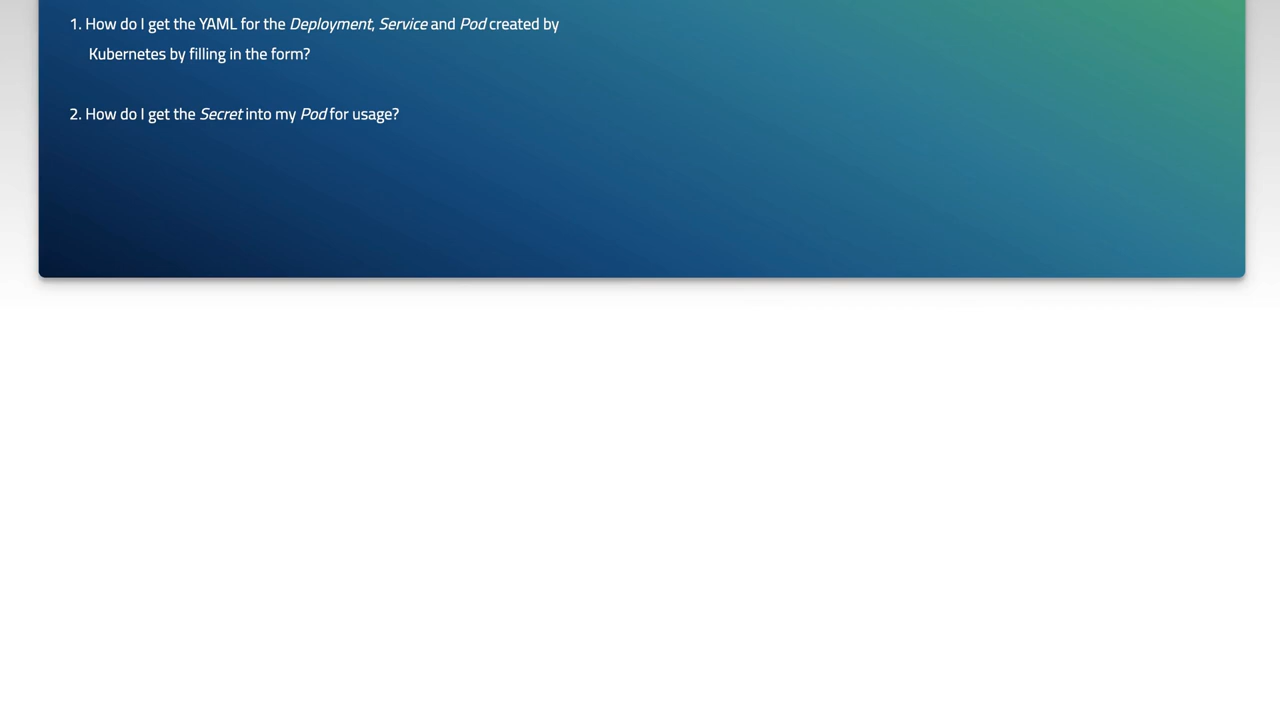 1. How do I get the YAML for the Deployment, Service and Pod created by
Kubernetes by filling in the form?
2. How do I get the Secret into my Pod for usage?